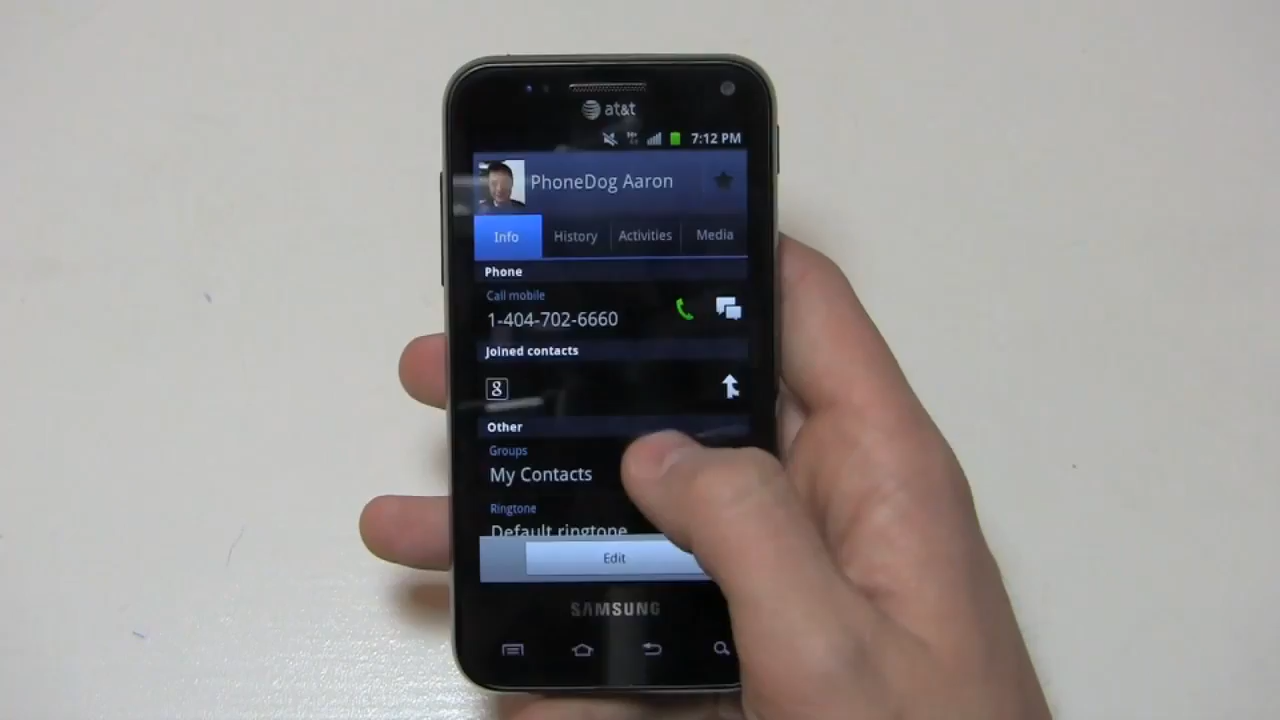 at&t
7:12 PM
PhoneDog Aaron
Info History Activities Media
Phone
Call mobile
1-404-702-6660
Joined contacts
8
Other
Groups
My Contacts
Ringtone
Default ringtone
Edit
SAMSUNG